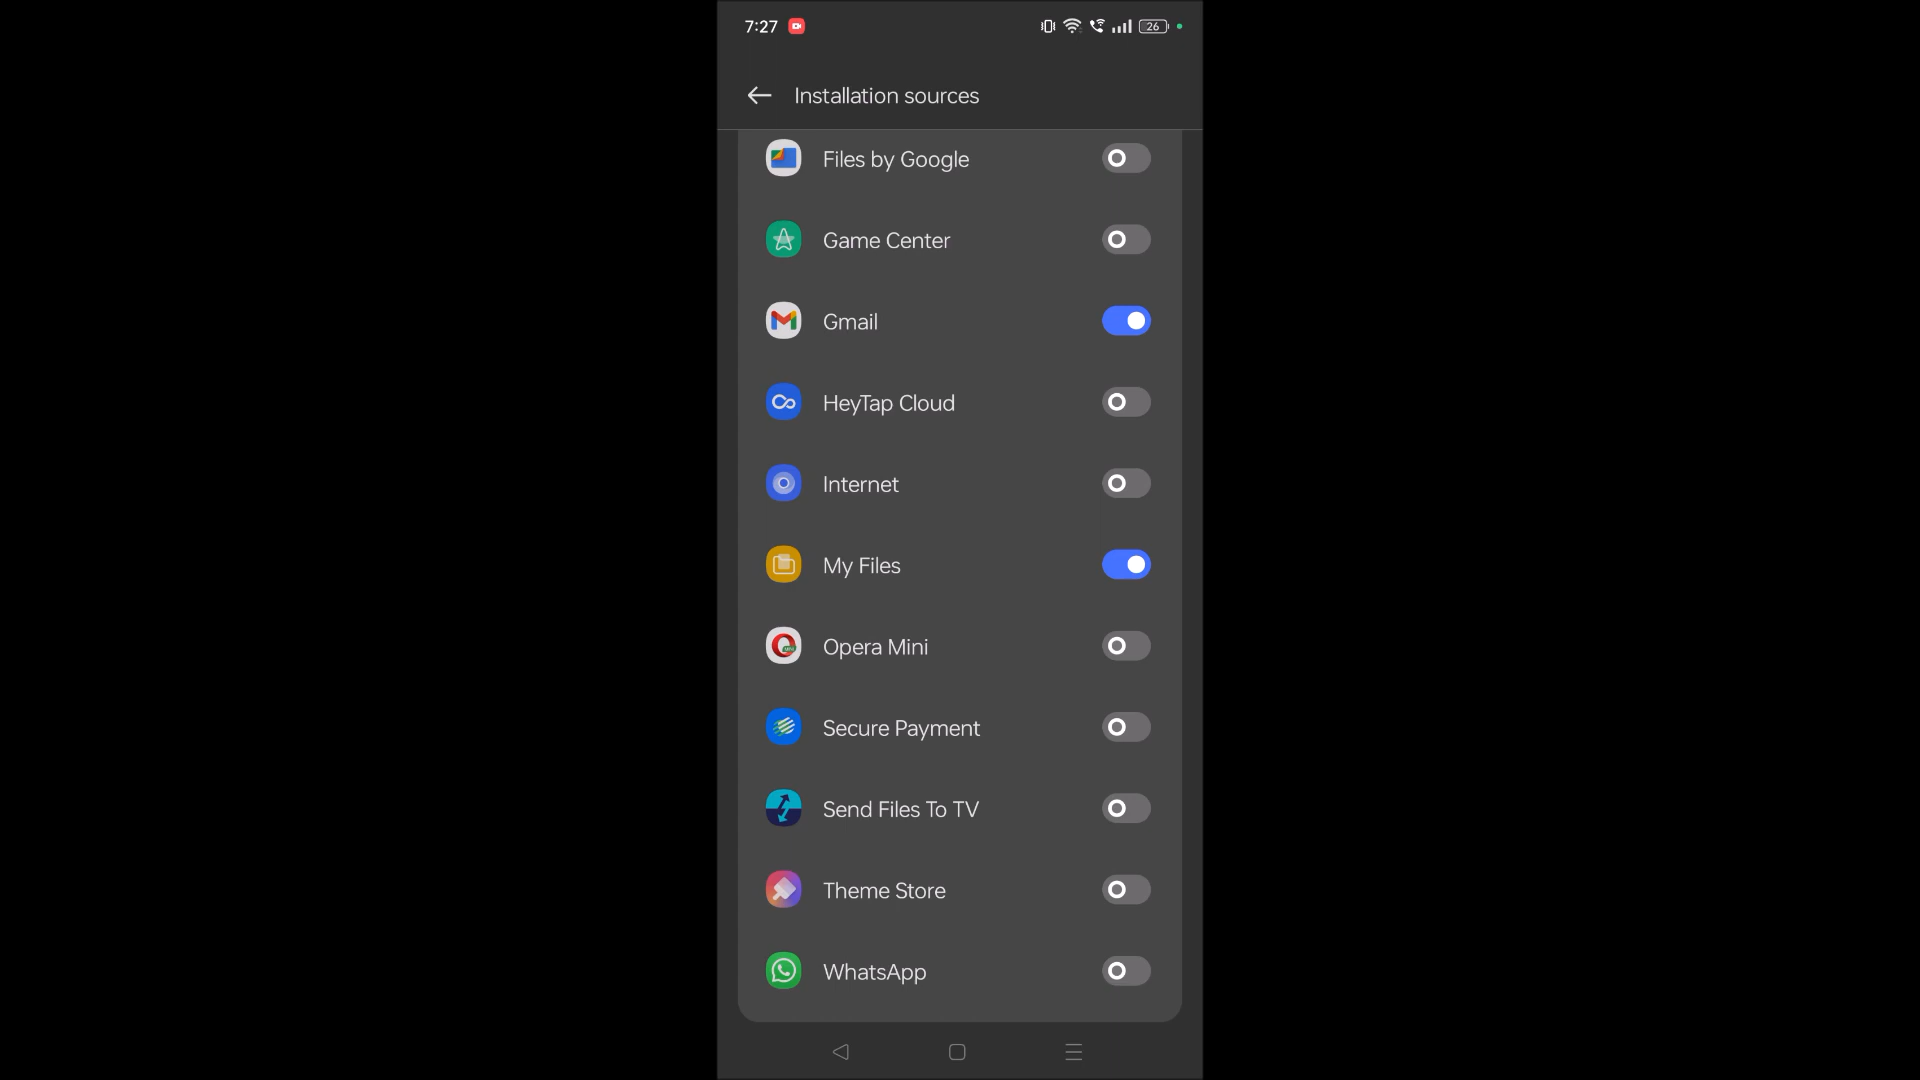 7:27
26
Installation sources
Files by Google
Game Center
Gmail
HeyTap Cloud
Internet
My Files
Opera Mini
Secure Payment
Send Files To TV
Theme Store
WhatsApp